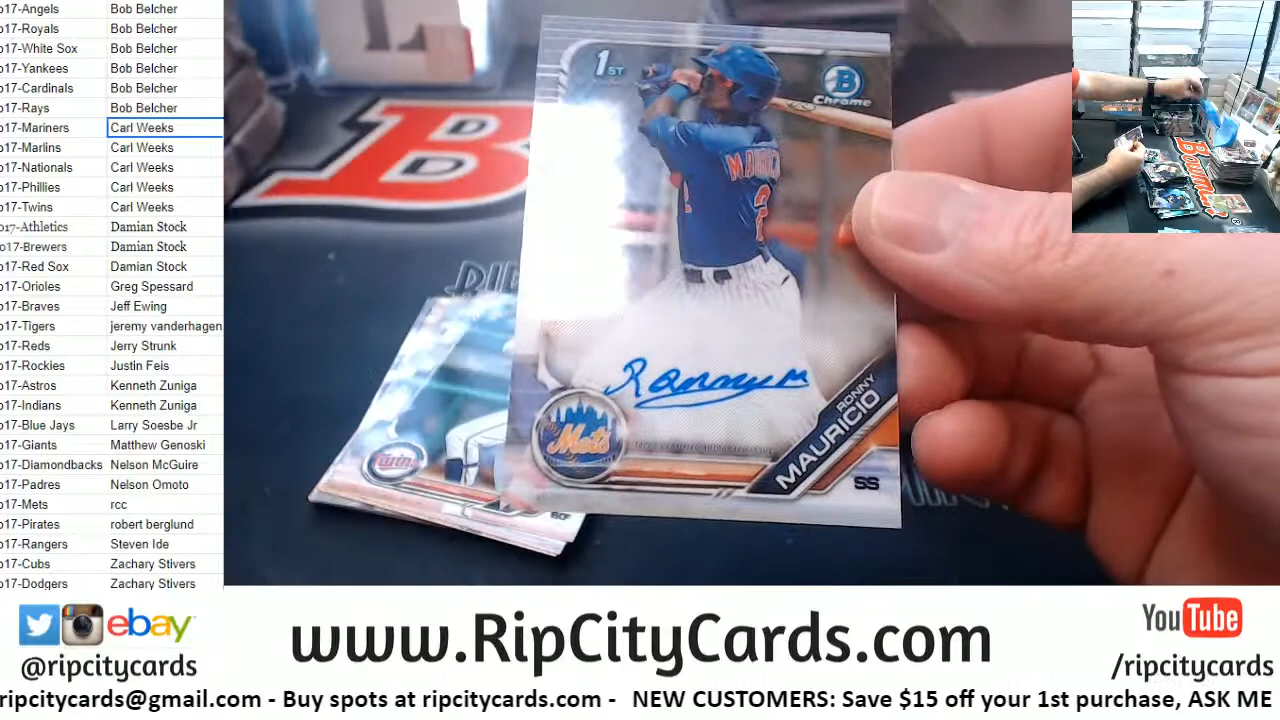 o17-Angels Bob Belcher
o17-Royals Bob Belcher
o17-White Sox Bob Belcher
o17-Yankees Bob Belcher
o17-Cardinals Bob Belcher
o17-Rays Bob Belcher
o17-Mariners Carl Weeks
o17-Marlins Carl Weeks
o17-Nationals Carl Weeks
o17-Phillies Carl Weeks
o17-Twins Carl Weeks
o17-Athletics Damian Stock
o17-Brewers Damian Stock
o17-Red Sox Damian Stock
o17-Orioles Greg Spessard
o17-Braves Jeff Ewing
o17-Tigers jeremy vanderhagen
o17-Reds Jerry Strunk
o17-Rockies Justin Feis
o17-Astros Kenneth Zuniga
o17-Indians Kenneth Zuniga
o17-Blue Jays Larry Soesbe Jr
o17-Giants Matthew Genoski
o17-Diamondbacks Nelson McGuire
o17-Padres Nelson Omoto
o17-Mets rcc
o17-Pirates robert berglund
o17-Rangers Steven Ide
o17-Cubs Zachary Stivers
o17-Dodgers Zachary Stivers
1ST
B
Chrome
MAURICIO
2
Mets
RONNY
MAURICIO
SS
Twins
B
Bowman
ebay
@ripcitycards
www.RipCityCards.com
YouTube
/ripcitycards
ripcitycards@gmail.com - Buy spots at ripcitycards.com - NEW CUSTOMERS: Save $15 off your 1st purchase, ASK ME